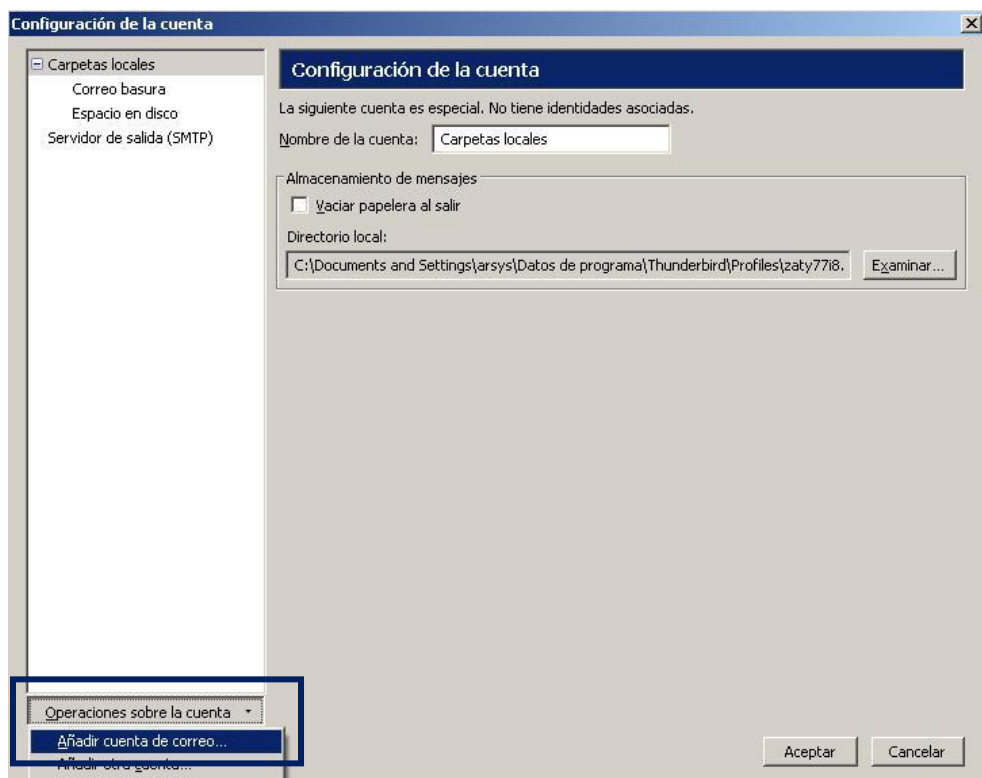 Configuración de la cuenta
Carpetas locales
Correo basura
Espacio en disco
Servidor de salida (SMTP)
Configuración de la cuenta
La siguiente cuenta es especial. No tiene identidades asociadas.
Nombre de la cuenta: Carpetas locales
Almacenamiento de mensajes
Vaciar papelera al salir
Directorio local:
C:\Documents and Settings\arsys\Datos de programa\Thunderbird\Profiles\zaty77i8. Examinar...
Operaciones sobre la cuenta
Añadir cuenta de correo...
Añadir otra cuenta...
Aceptar Cancelar